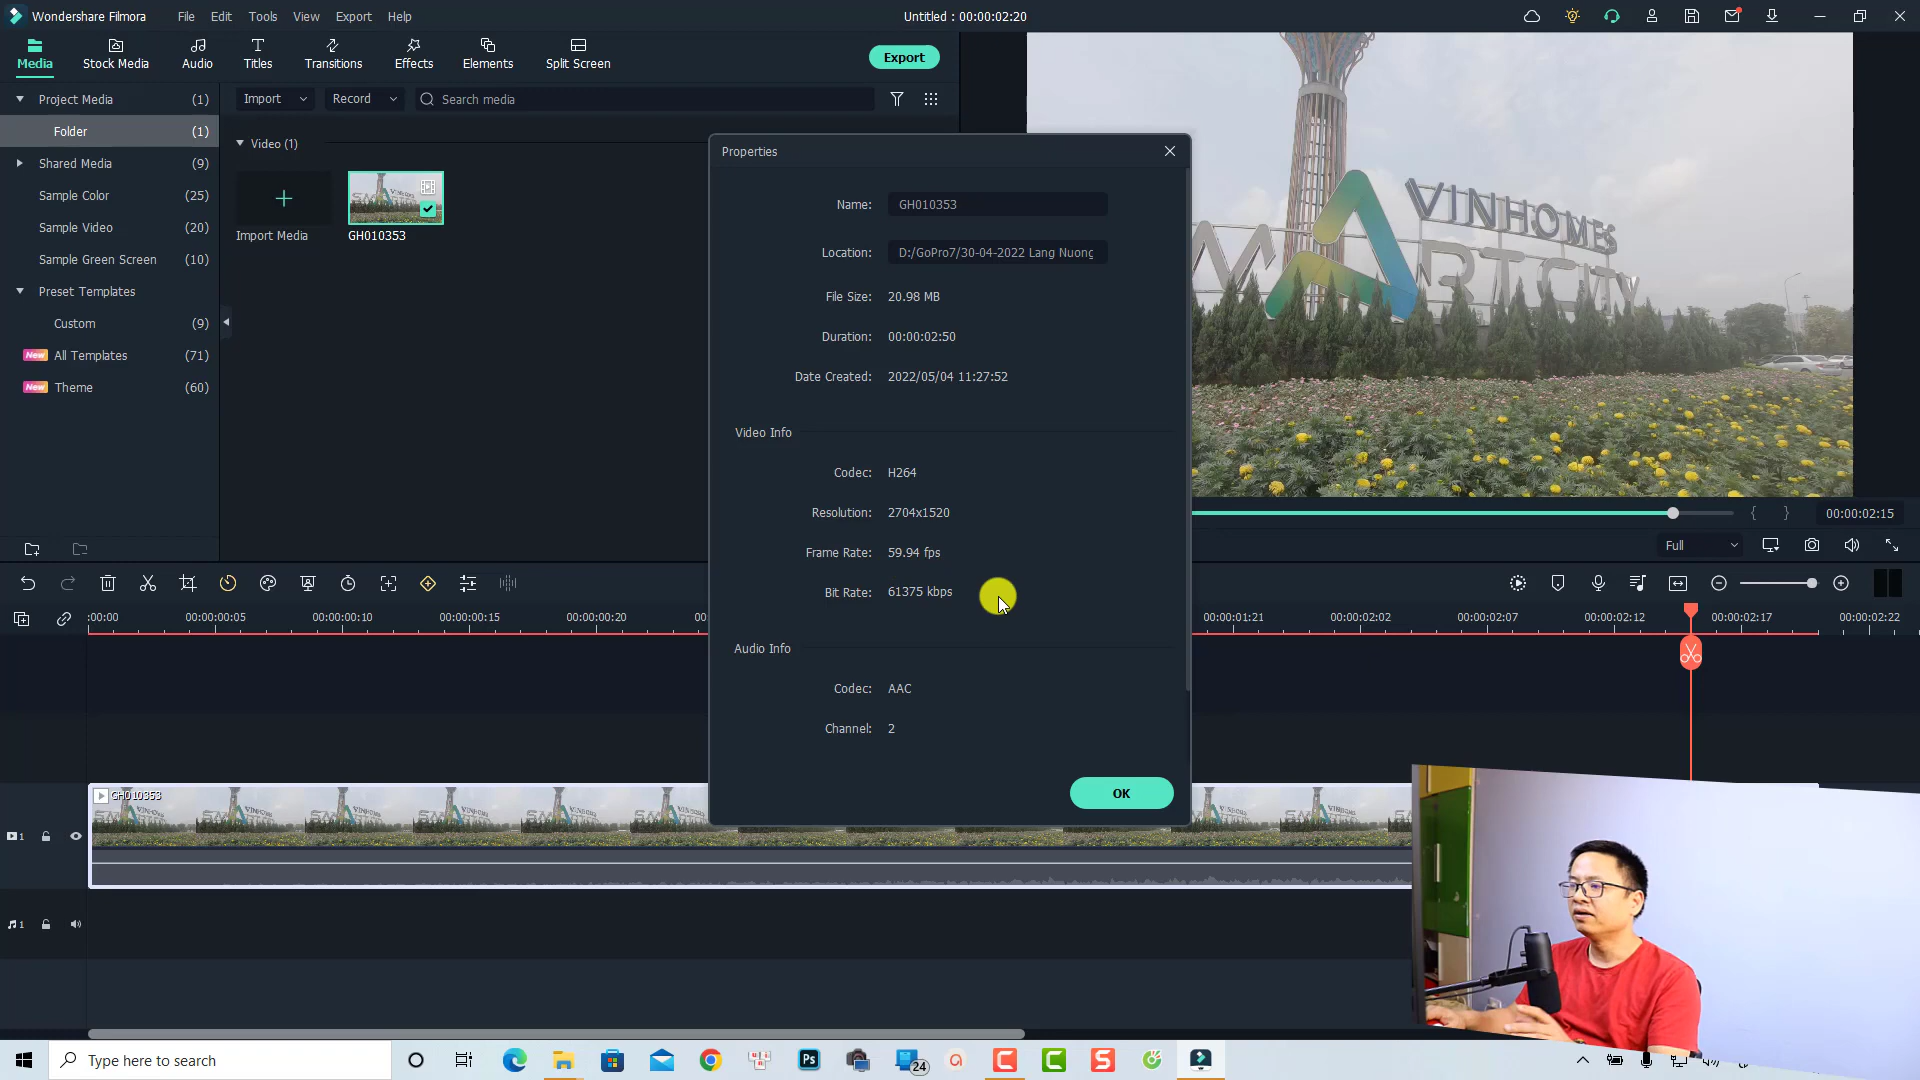 Wondershare Filmora
File Edit Tools View Export Help
Untitled : 00:00:02:20
Media
Stock Media
Audio
Titles
Transitions
Effects
Elements
Split Screen
Export
Project Media (1)
Folder (1)
Shared Media (9)
Sample Color (25)
Sample Video (20)
Sample Green Screen (10)
Preset Templates
Custom (9)
New All Templates (71)
New Theme (60)
Import
Record
Search media
Video (1)
Import Media
GH010353
Properties
Name: GH010353
Location: D:/GoPro7/30-04-2022 Lang Nuong
File Size: 20.98 MB
Duration: 00:00:02:50
Date Created: 2022/05/04 11:27:52
Video Info
Codec: H264
Resolution: 2704x1520
Frame Rate: 59.94 fps
Bit Rate: 61375 kbps
Audio Info
Codec: AAC
Channel: 2
OK
VINHOMES
ARTCITY
00:00:02:15
Full
:00:00 00:00:00:05 00:00:00:10 00:00:00:15 00:00:00:20 00:00:01:21 00:00:02:02 00:00:02:07 00:00:02:12 00:00:02:17 00:00:02:22
GH010353
1
1
Type here to search
Ps
24
C
C
S